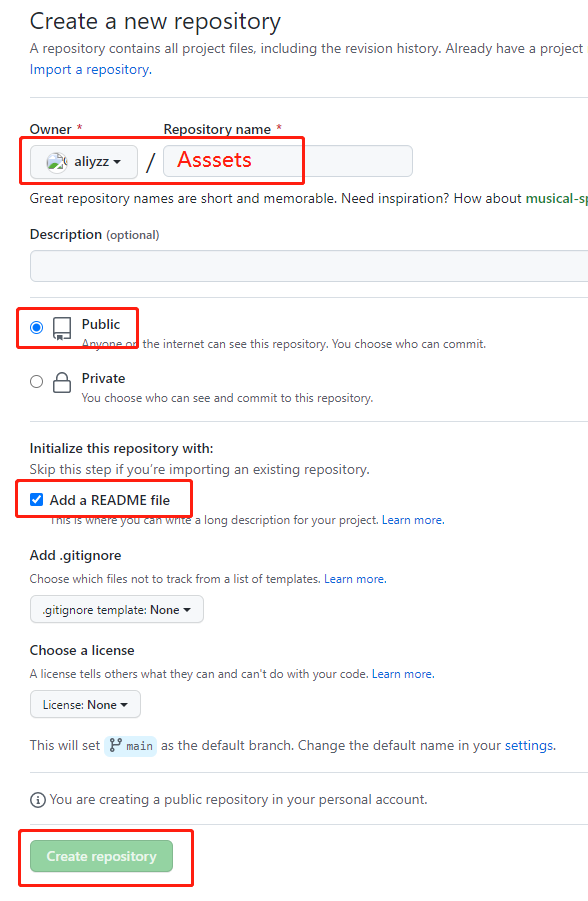 Create a new repository
A repository contains all project files, including the revision history. Already have a project
Import a repository.
Owner * Repository name *
aliyzz / Asssets
Great repository names are short and memorable. Need inspiration? How about musical-sp
Description (optional)
Public
Anyone on the internet can see this repository. You choose who can commit.
Private
You choose who can see and commit to this repository.
Initialize this repository with:
Skip this step if you’re importing an existing repository.
Add a README file
This is where you can write a long description for your project. Learn more.
Add .gitignore
Choose which files not to track from a list of templates. Learn more.
.gitignore template: None
Choose a license
A license tells others what they can and can't do with your code. Learn more.
License: None
This will set main as the default branch. Change the default name in your settings.
You are creating a public repository in your personal account.
Create repository